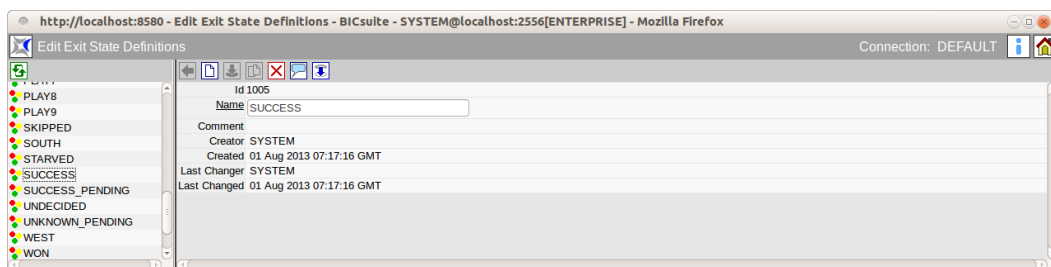 http://localhost:8580 - Edit Exit State Definitions - BICsuite - SYSTEM@localhost:2556[ENTERPRISE] - Mozilla Firefox
Edit Exit State Definitions
Connection: DEFAULT
PLAY8
PLAY9
SKIPPED
SOUTH
STARVED
SUCCESS
SUCCESS_PENDING
UNDECIDED
UNKNOWN_PENDING
WEST
WON
Id 1005
Name SUCCESS
Comment
Creator SYSTEM
Created 01 Aug 2013 07:17:16 GMT
Last Changer SYSTEM
Last Changed 01 Aug 2013 07:17:16 GMT